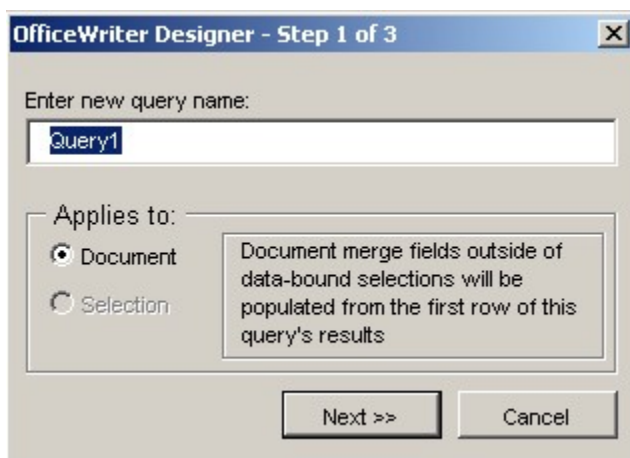 OfficeWriter Designer - Step 1 of 3
Enter new query name:
Query1
Applies to:
Document
Selection
Document merge fields outside of
data-bound selections will be
populated from the first row of this
query's results
Next >>
Cancel